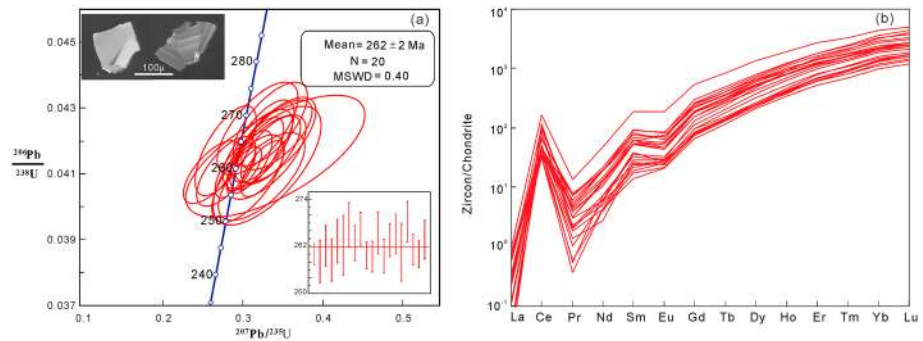 (a)
100μ
Mean = 262 ± 2 Ma
N = 20
MSWD = 0.40
0.045
0.043
0.041
0.039
0.037
²⁰⁶Pb
²³⁸U
280
270
260
250
240
274
262
250
0.1
0.2
0.3
0.4
0.5
²⁰⁷Pb/²³⁵U
(b)
Zircon/Chondrite
10⁴
10³
10²
10¹
10⁰
10⁻¹
La Ce Pr Nd Sm Eu Gd Tb Dy Ho Er Tm Yb Lu